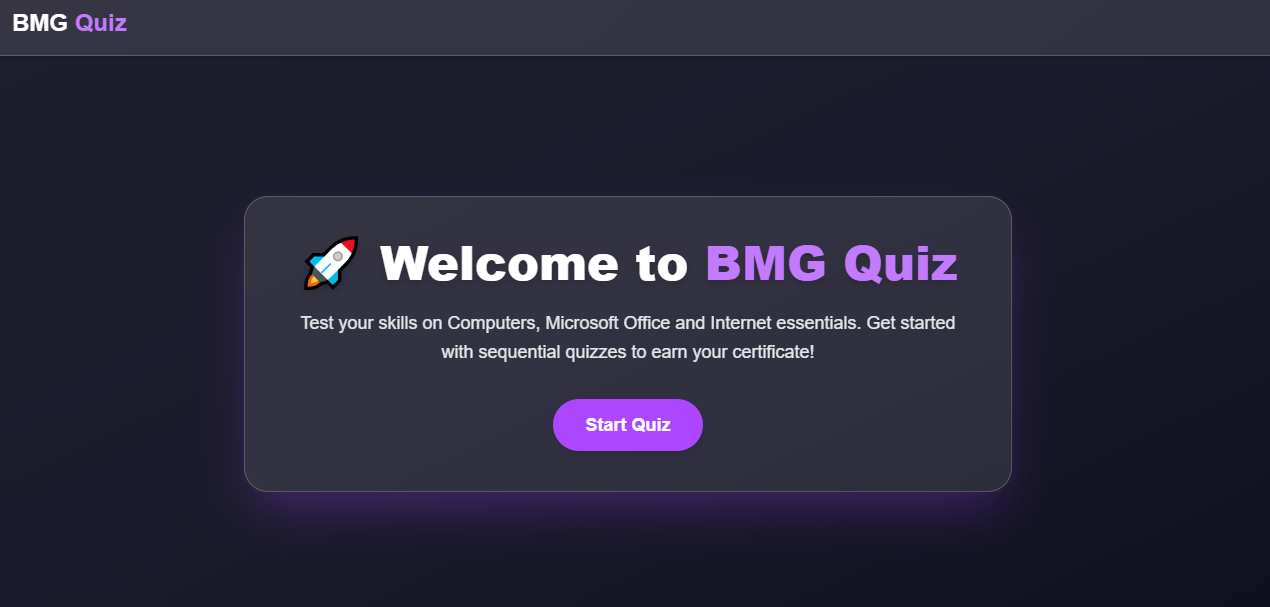 BMG Quiz
🚀 Welcome to BMG Quiz
Test your skills on Computers, Microsoft Office and Internet essentials. Get started
with sequential quizzes to earn your certificate!
Start Quiz